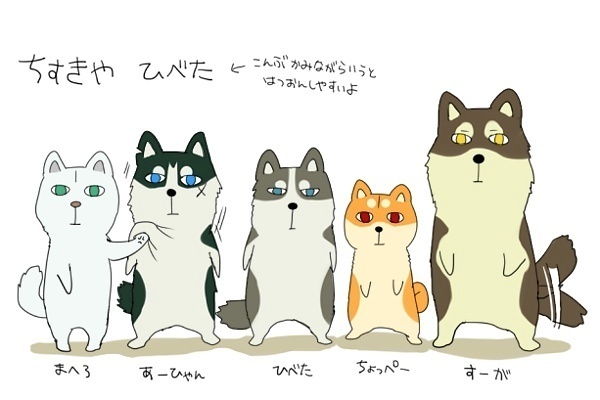 ちすきや ひべた ← こんぶかみながらいうと
はつおんしやすいよ
まへろ
あーひゃん
ひべた
ちょっぺー
すーが